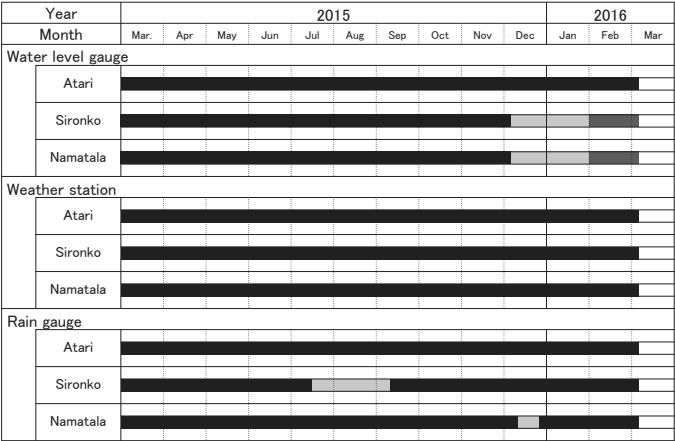 Year 2015 2016
Month Mar. Apr May Jun Jul Aug Sep Oct Nov Dec Jan Feb Mar
Water level gauge
Atari
Sironko
Namatala
Weather station
Atari
Sironko
Namatala
Rain gauge
Atari
Sironko
Namatala